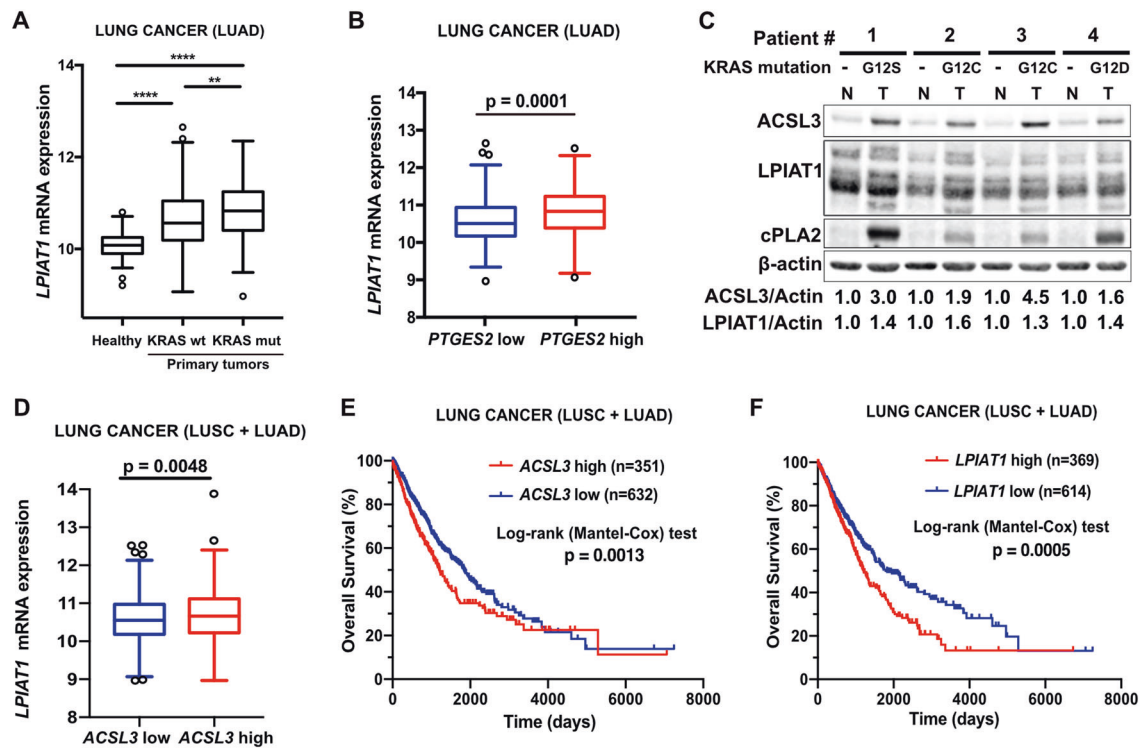 A
LUNG CANCER (LUAD)
LPIAT1 mRNA expression
14
12
10
8
****
****
**
Healthy KRAS wt KRAS mut
Primary tumors
B
LUNG CANCER (LUAD)
p = 0.0001
LPIAT1 mRNA expression
14
13
12
11
10
9
8
PTGES2 low PTGES2 high
C
Patient # 1 2 3 4
KRAS mutation - G12S - G12C - G12C - G12D
N T N T N T N T
ACSL3
LPIAT1
cPLA2
β-actin
ACSL3/Actin 1.0 3.0 1.0 1.9 1.0 4.5 1.0 1.6
LPIAT1/Actin 1.0 1.4 1.0 1.6 1.0 1.3 1.0 1.4
D
LUNG CANCER (LUSC + LUAD)
p = 0.0048
LPIAT1 mRNA expression
14
13
12
11
10
9
8
ACSL3 low ACSL3 high
E
LUNG CANCER (LUSC + LUAD)
ACSL3 high (n=351)
ACSL3 low (n=632)
Log-rank (Mantel-Cox) test
p = 0.0013
Overall Survival (%)
100
80
60
40
20
0
0 2000 4000 6000 8000
Time (days)
F
LUNG CANCER (LUSC + LUAD)
LPIAT1 high (n=369)
LPIAT1 low (n=614)
Log-rank (Mantel-Cox) test
p = 0.0005
Overall Survival (%)
100
80
60
40
20
0
0 2000 4000 6000 8000
Time (days)